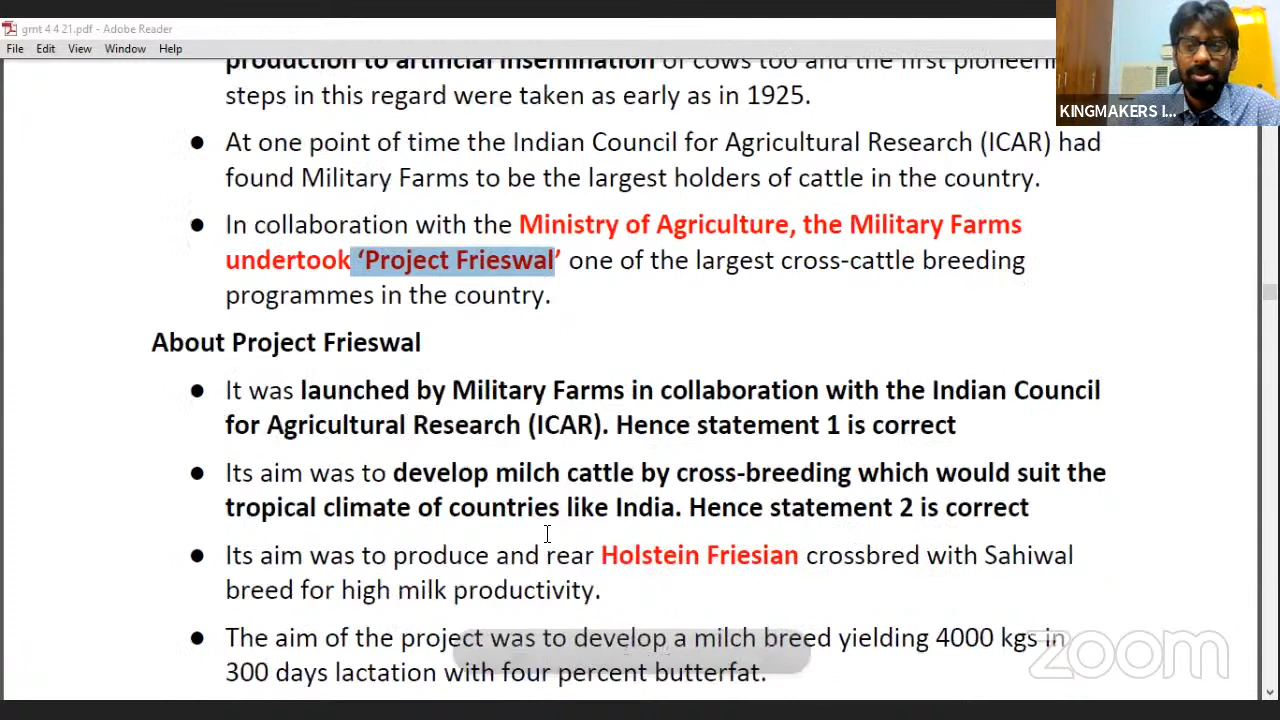 grnt 4 4 21.pdf - Adobe Reader
File Edit View Window Help
KINGMAKERS I...
production to artificial insemination of cows too and the first pioneering
steps in this regard were taken as early as in 1925.
● At one point of time the Indian Council for Agricultural Research (ICAR) had
found Military Farms to be the largest holders of cattle in the country.
● In collaboration with the Ministry of Agriculture, the Military Farms
undertook ‘Project Frieswal’ one of the largest cross-cattle breeding
programmes in the country.
About Project Frieswal
● It was launched by Military Farms in collaboration with the Indian Council
for Agricultural Research (ICAR). Hence statement 1 is correct
● Its aim was to develop milch cattle by cross-breeding which would suit the
tropical climate of countries like India. Hence statement 2 is correct
● Its aim was to produce and rear Holstein Friesian crossbred with Sahiwal
breed for high milk productivity.
● The aim of the project was to develop a milch breed yielding 4000 kgs in
300 days lactation with four percent butterfat.
zoom